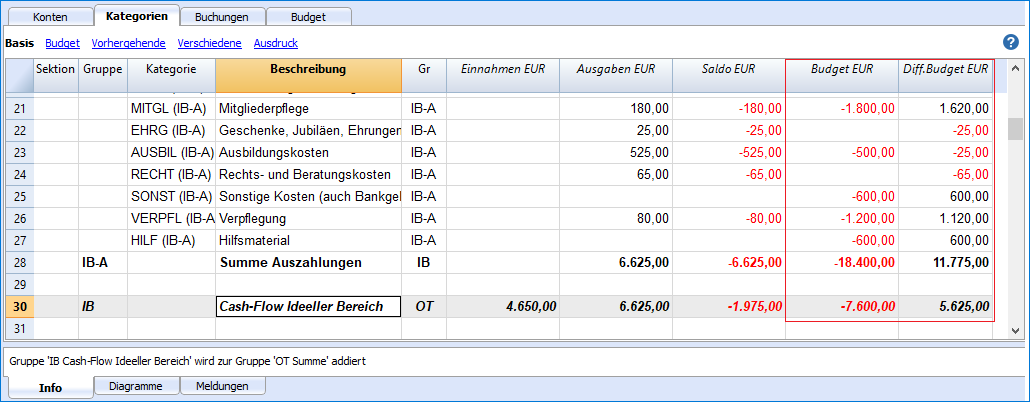 Konten Kategorien Buchungen Budget
Basis Budget Vorhergehende Verschiedene Ausdruck ?
Sektion Gruppe Kategorie Beschreibung Gr Einnahmen EUR Ausgaben EUR Saldo EUR Budget EUR Diff.Budget EUR
21 MITGL (IB-A) Mitgliederpflege IB-A 180,00 -180,00 -1.800,00 1.620,00
22 EHRG (IB-A) Geschenke, Jubiläen, Ehrungen IB-A 25,00 -25,00 -25,00
23 AUSBIL (IB-A) Ausbildungskosten IB-A 525,00 -525,00 -500,00 -25,00
24 RECHT (IB-A) Rechts- und Beratungskosten IB-A 65,00 -65,00 -65,00
25 SONST (IB-A) Sonstige Kosten (auch Bankgel IB-A -600,00 600,00
26 VERPFL (IB-A Verpflegung IB-A 80,00 -80,00 -1.200,00 1.120,00
27 HILF (IB-A) Hilfsmaterial IB-A -600,00 600,00
28 IB-A Summe Auszahlungen IB 6.625,00 -6.625,00 -18.400,00 11.775,00
29
30 IB Cash-Flow Ideeller Bereich OT 4.650,00 6.625,00 -1.975,00 -7.600,00 5.625,00
31
Gruppe 'IB Cash-Flow Ideeller Bereich' wird zur Gruppe 'OT Summe' addiert
Info Diagramme Meldungen